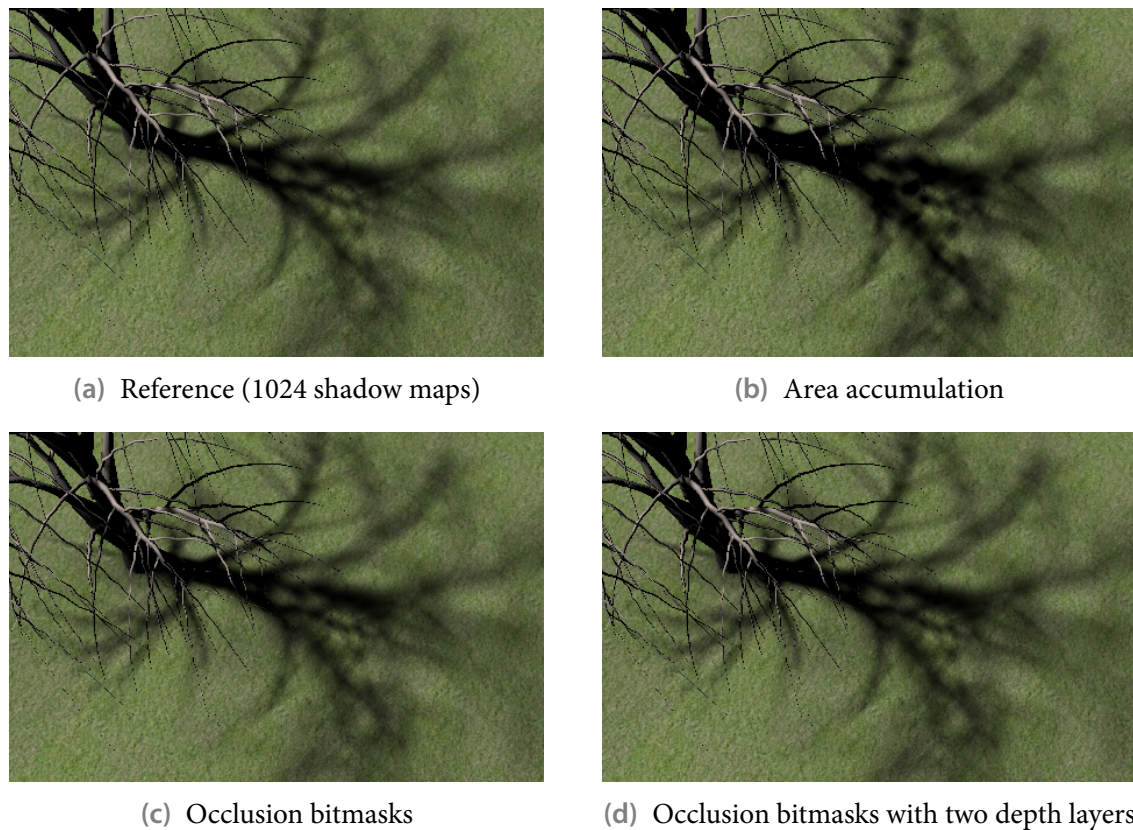 (a) Reference (1024 shadow maps)
(b) Area accumulation
(c) Occlusion bitmasks
(d) Occlusion bitmasks with two depth layers